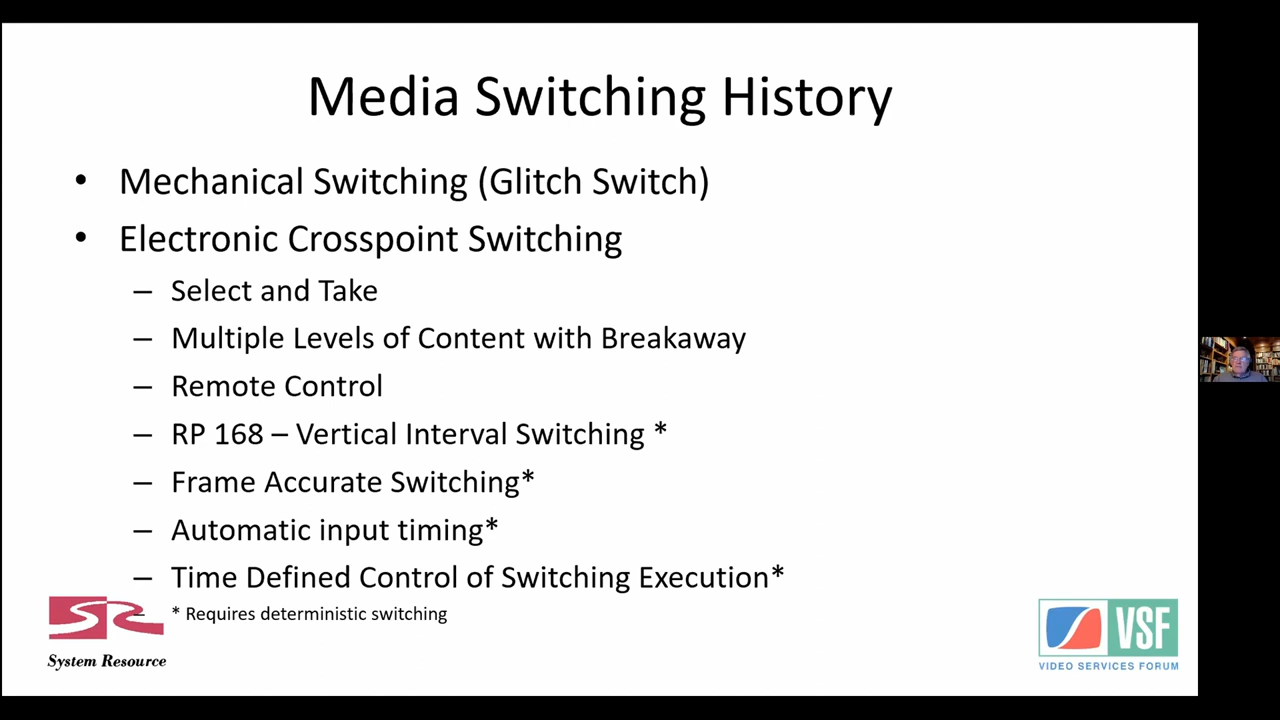 Media Switching History
• Mechanical Switching (Glitch Switch)
• Electronic Crosspoint Switching
– Select and Take
– Multiple Levels of Content with Breakaway
– Remote Control
– RP 168 – Vertical Interval Switching *
– Frame Accurate Switching*
– Automatic input timing*
– Time Defined Control of Switching Execution*
– * Requires deterministic switching
SR
System Resource
VSF
VIDEO SERVICES FORUM